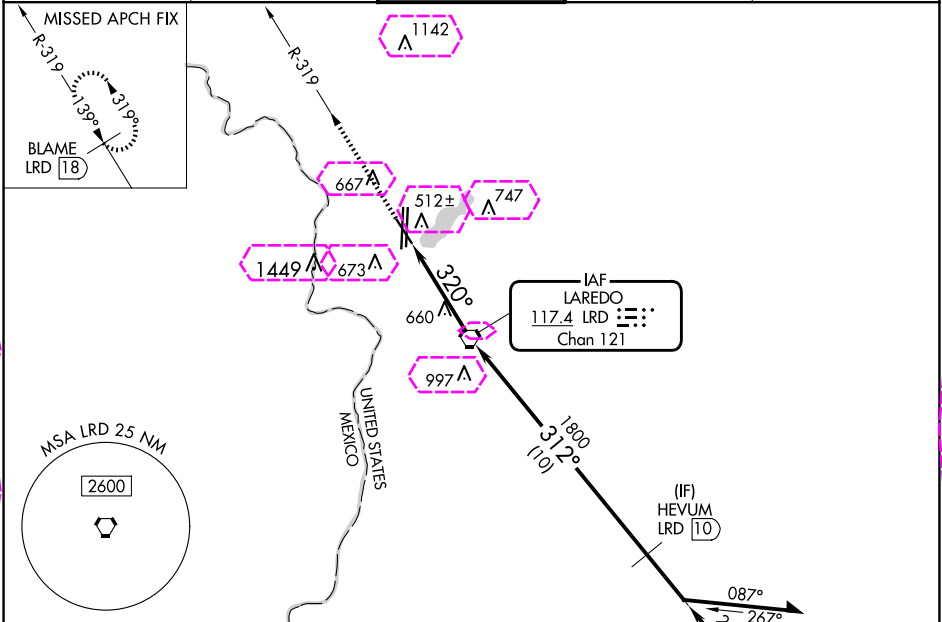 MISSED APCH FIX
R-319
319°
139°
BLAME
LRD 18
R-319
1142
667
512±
747
1449
673
320°
660
997
IAF
LAREDO
117.4 LRD
Chan 121
UNITED STATES
MEXICO
1800
312°
(10)
(IF)
HEVUM
LRD 10
087°
267°
MSA LRD 25 NM
2600